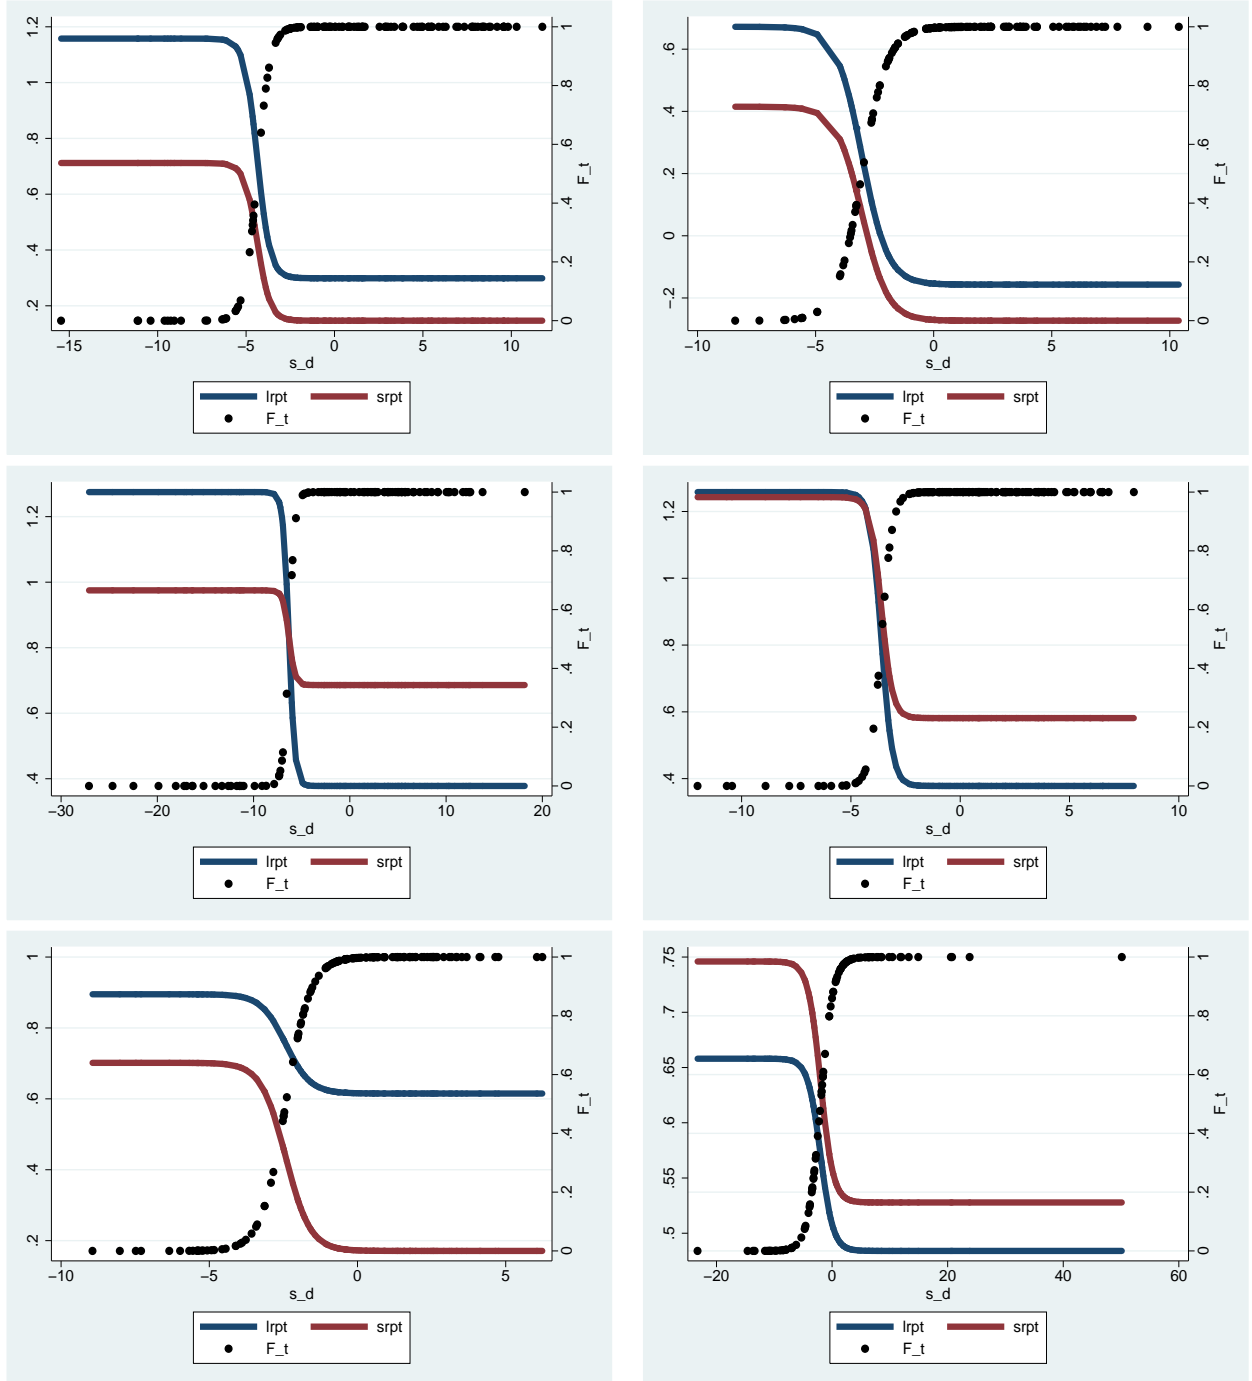 1.2
1
.8
.6
.4
.2
1
.8
.6
.4
.2
0
F_t
−15 −10 −5 0 5 10
s_d
lrpt srpt
F_t
.6
.4
.2
0
−.2
1
.8
.6
.4
.2
0
F_t
−10 −5 0 5 10
s_d
lrpt srpt
F_t
1.2
1
.8
.6
.4
1
.8
.6
.4
.2
0
F_t
−30 −20 −10 0 10 20
s_d
lrpt srpt
F_t
1.2
1
.8
.6
.4
1
.8
.6
.4
.2
0
F_t
−10 −5 0 5 10
s_d
lrpt srpt
F_t
1
.8
.6
.4
.2
1
.8
.6
.4
.2
0
F_t
−10 −5 0 5
s_d
lrpt srpt
F_t
.75
.7
.65
.6
.55
.5
1
.8
.6
.4
.2
0
F_t
−20 0 20 40 60
s_d
lrpt srpt
F_t